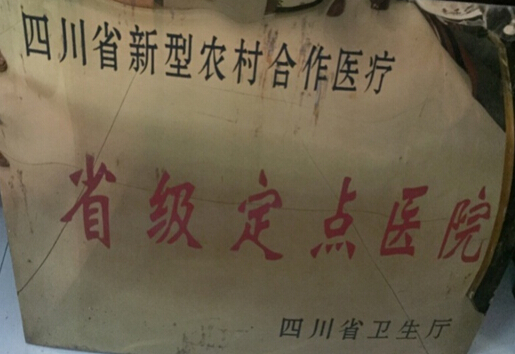 四川省新型农村合作医疗
省级定点医院
四川省卫生厅